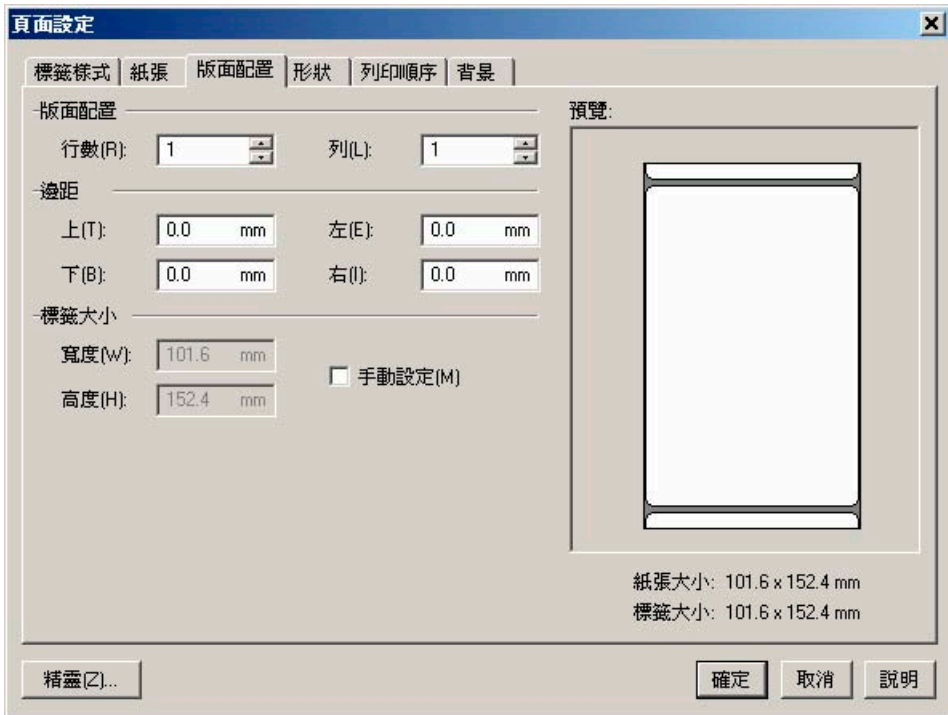 頁面設定
標籤樣式 紙張 版面配置 形狀 列印順序 背景
版面配置
行數(R): 1 列(L): 1
邊距
上(T): 0.0 mm 左(E): 0.0 mm
下(B): 0.0 mm 右(I): 0.0 mm
標籤大小
寬度(W): 101.6 mm
手動設定(M)
高度(H): 152.4 mm
預覽:
紙張大小: 101.6 x 152.4 mm
標籤大小: 101.6 x 152.4 mm
精靈(Z)... 確定 取消 說明